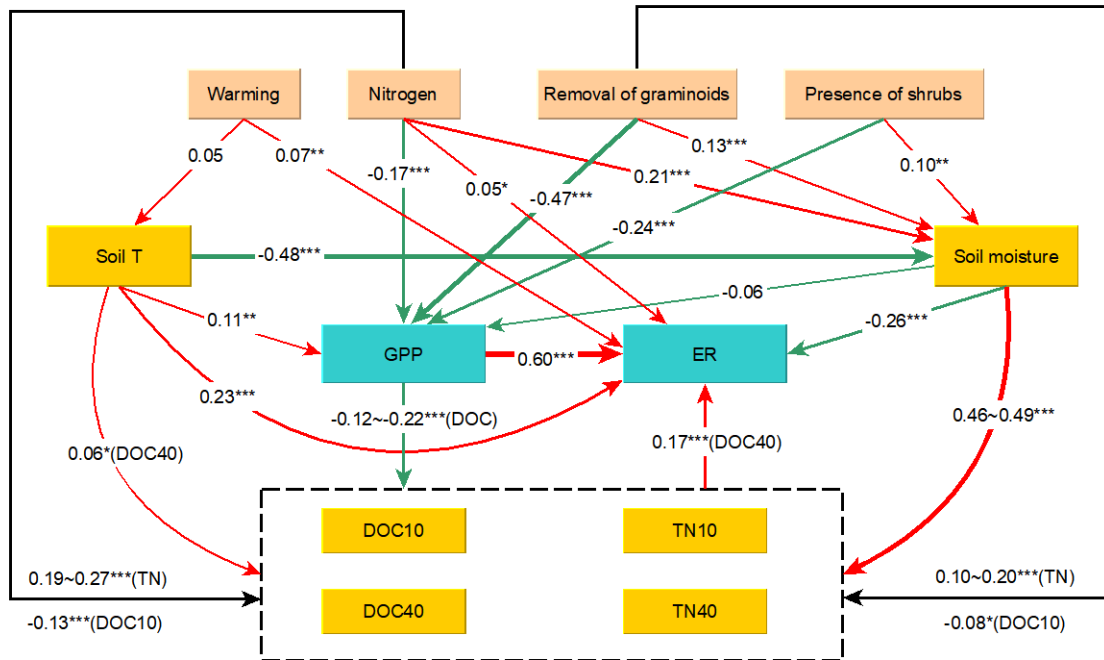 Warming
Nitrogen
Removal of graminoids
Presence of shrubs
0.05
0.07**
-0.17***
0.05*
-0.47***
0.13***
0.21***
0.10**
-0.24***
Soil T
-0.48***
Soil moisture
-0.06
0.11**
GPP
0.60***
ER
-0.26***
0.23***
-0.12~-0.22***(DOC)
0.46~0.49***
0.06*(DOC40)
0.17***(DOC40)
DOC10
TN10
0.19~0.27***(TN)
0.10~0.20***(TN)
DOC40
TN40
-0.13***(DOC10)
-0.08*(DOC10)